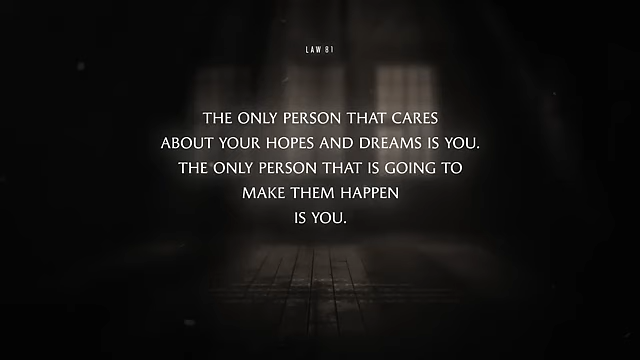 LAW 81
THE ONLY PERSON THAT CARES
ABOUT YOUR HOPES AND DREAMS IS YOU.
THE ONLY PERSON THAT IS GOING TO
MAKE THEM HAPPEN
IS YOU.